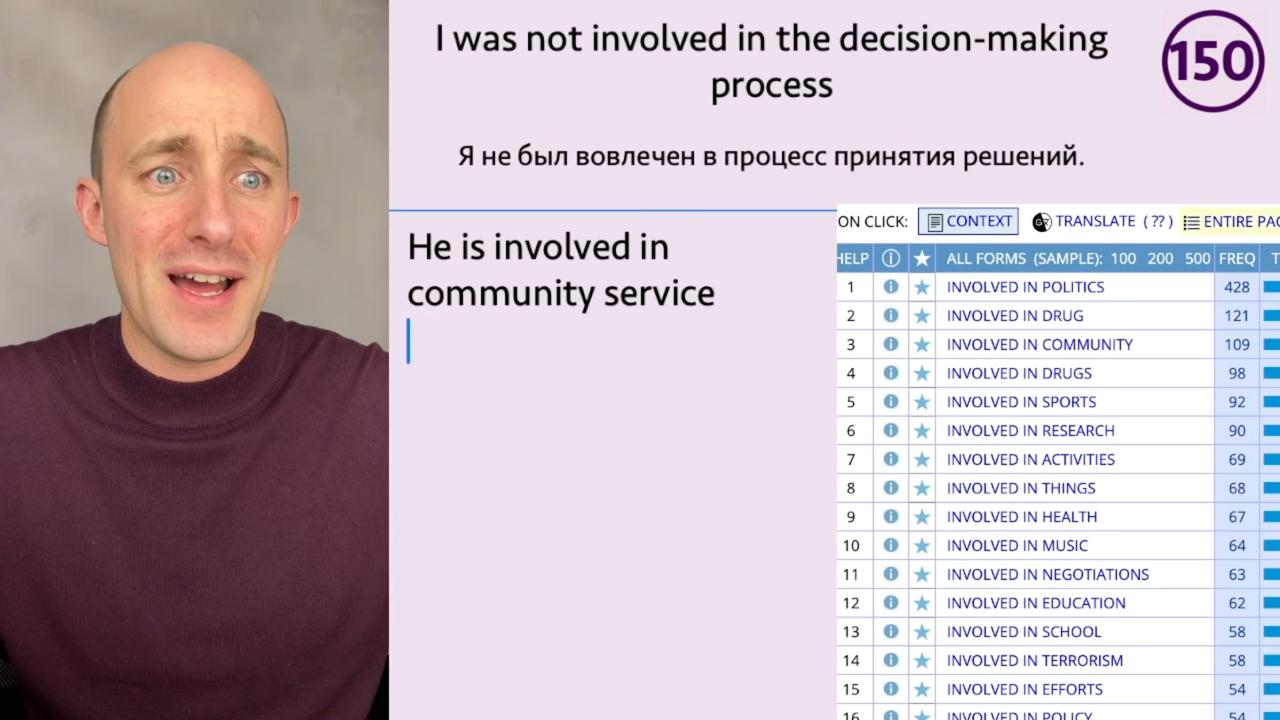 I was not involved in the decision-making
process
150
Я не был вовлечен в процесс принятия решений.
He is involved in
community service
ON CLICK: CONTEXT TRANSLATE (??) ENTIRE
HELP ALL FORMS (SAMPLE): 100 200 500 FREQ
1 INVOLVED IN POLITICS 428
2 INVOLVED IN DRUG 121
3 INVOLVED IN COMMUNITY 109
4 INVOLVED IN DRUGS 98
5 INVOLVED IN SPORTS 92
6 INVOLVED IN RESEARCH 90
7 INVOLVED IN ACTIVITIES 69
8 INVOLVED IN THINGS 68
9 INVOLVED IN HEALTH 67
10 INVOLVED IN MUSIC 64
11 INVOLVED IN NEGOTIATIONS 63
12 INVOLVED IN EDUCATION 62
13 INVOLVED IN SCHOOL 58
14 INVOLVED IN TERRORISM 58
15 INVOLVED IN EFFORTS 54
16 INVOLVED IN POLICY 54